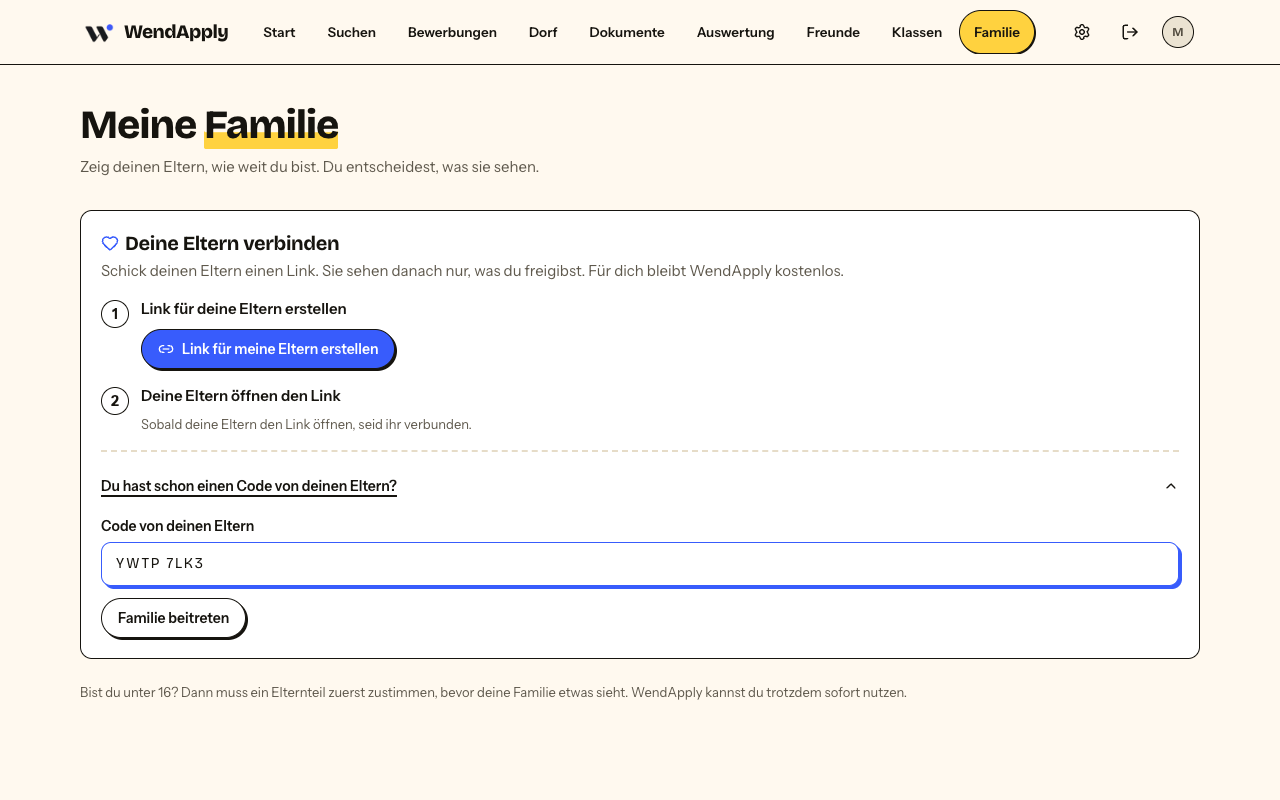 WendApply Start Suchen Bewerbungen Dorf Dokumente Auswertung Freunde Klassen Familie M
Meine Familie
Zeig deinen Eltern, wie weit du bist. Du entscheidest, was sie sehen.
Deine Eltern verbinden
Schick deinen Eltern einen Link. Sie sehen danach nur, was du freigibst. Für dich bleibt WendApply kostenlos.
1 Link für deine Eltern erstellen
Link für meine Eltern erstellen
2 Deine Eltern öffnen den Link
Sobald deine Eltern den Link öffnen, seid ihr verbunden.
Du hast schon einen Code von deinen Eltern?
Code von deinen Eltern
YWTP 7LK3
Familie beitreten
Bist du unter 16? Dann muss ein Elternteil zuerst zustimmen, bevor deine Familie etwas sieht. WendApply kannst du trotzdem sofort nutzen.